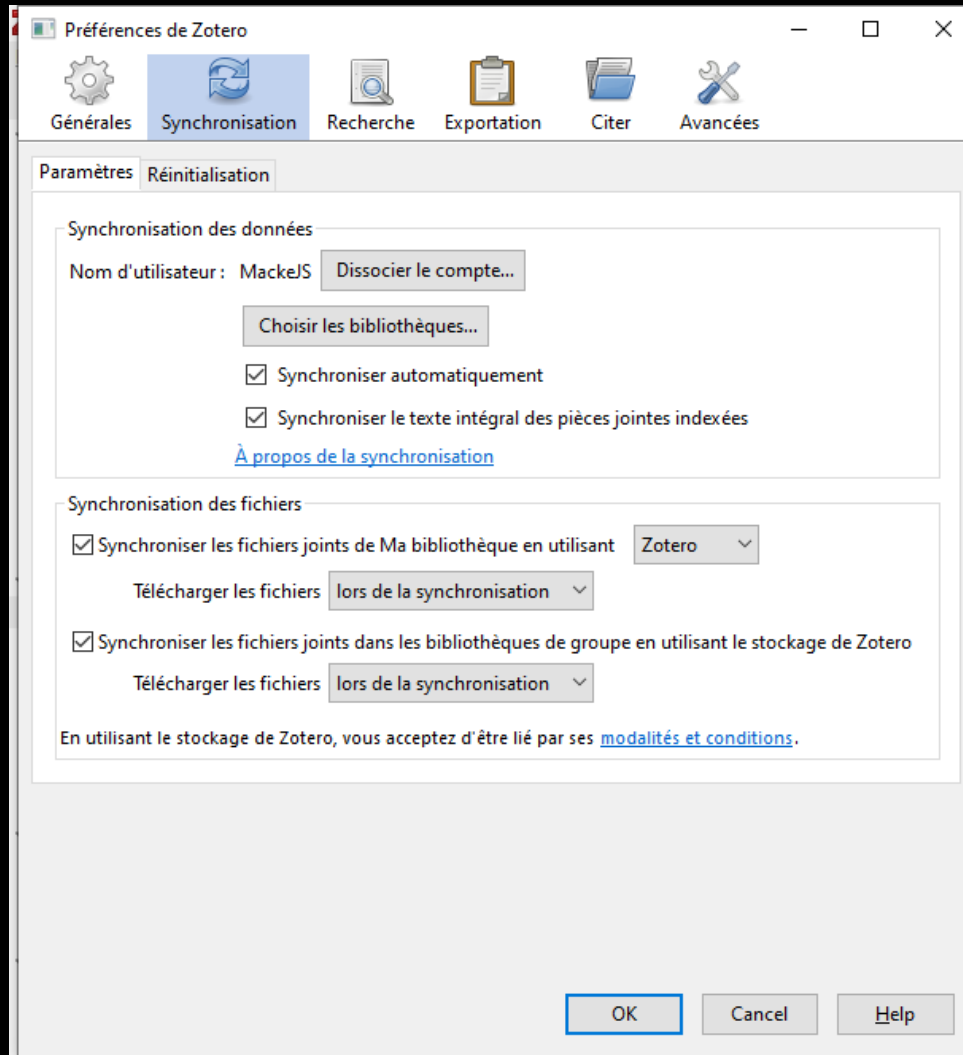 Préférences de Zotero
Générales Synchronisation Recherche Exportation Citer Avancées
Paramètres Réinitialisation
Synchronisation des données
Nom d'utilisateur : MackeJS Dissocier le compte...
Choisir les bibliothèques...
Synchroniser automatiquement
Synchroniser le texte intégral des pièces jointes indexées
À propos de la synchronisation
Synchronisation des fichiers
Synchroniser les fichiers joints de Ma bibliothèque en utilisant Zotero
Télécharger les fichiers lors de la synchronisation
Synchroniser les fichiers joints dans les bibliothèques de groupe en utilisant le stockage de Zotero
Télécharger les fichiers lors de la synchronisation
En utilisant le stockage de Zotero, vous acceptez d'être lié par ses modalités et conditions.
OK Cancel Help